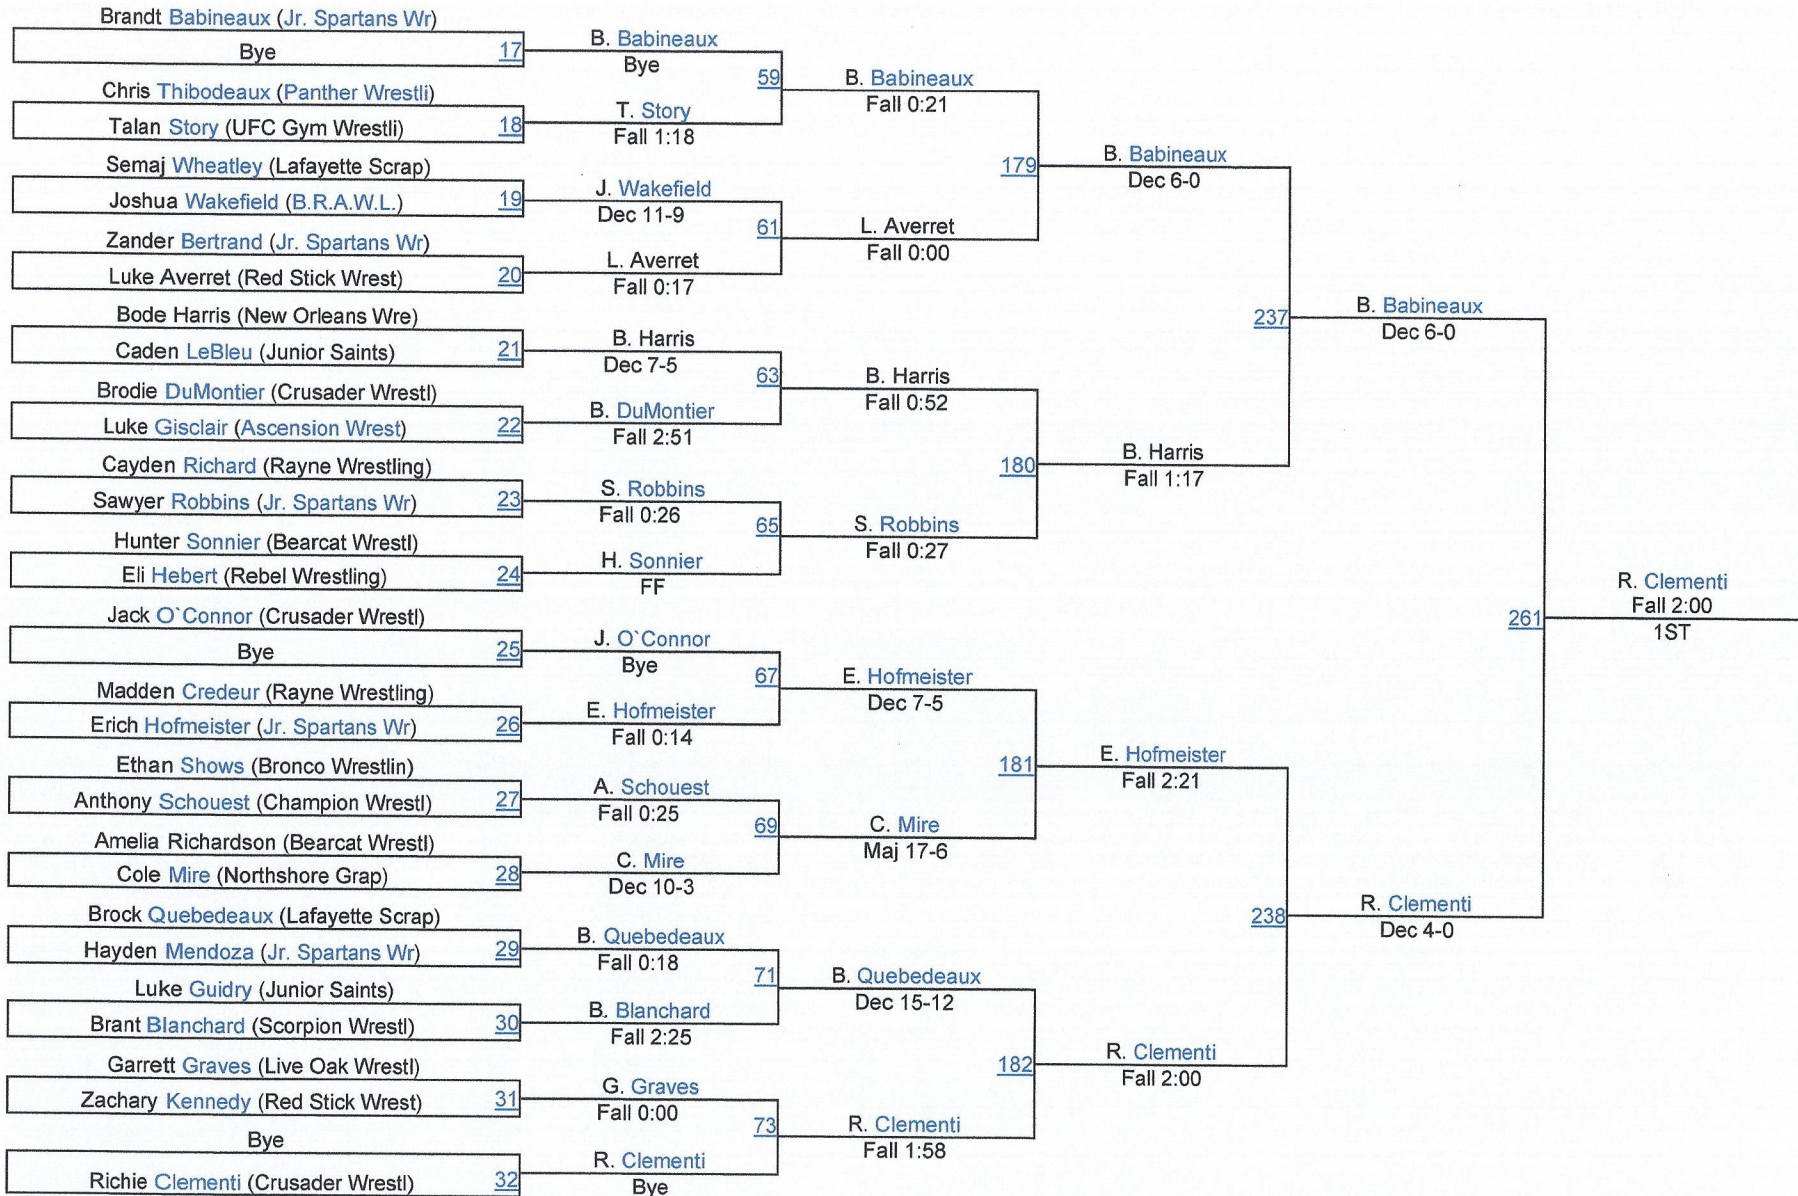 Brandt Babineaux (Jr. Spartans Wr)
Bye 17
Chris Thibodeaux (Panther Wrestli)
Talan Story (UFC Gym Wrestli) 18
Semaj Wheatley (Lafayette Scrap)
Joshua Wakefield (B.R.A.W.L.) 19
Zander Bertrand (Jr. Spartans Wr)
Luke Averret (Red Stick Wrest) 20
Bode Harris (New Orleans Wre)
Caden LeBleu (Junior Saints) 21
Brodie DuMontier (Crusader Wrestl)
Luke Gisclair (Ascension Wrest) 22
Cayden Richard (Rayne Wrestling)
Sawyer Robbins (Jr. Spartans Wr) 23
Hunter Sonnier (Bearcat Wrestl)
Eli Hebert (Rebel Wrestling) 24
Jack O`Connor (Crusader Wrestl)
Bye 25
Madden Credeur (Rayne Wrestling)
Erich Hofmeister (Jr. Spartans Wr) 26
Ethan Shows (Bronco Wrestlin)
Anthony Schouest (Champion Wrestl) 27
Amelia Richardson (Bearcat Wrestl)
Cole Mire (Northshore Grap) 28
Brock Quebedeaux (Lafayette Scrap)
Hayden Mendoza (Jr. Spartans Wr) 29
Luke Guidry (Junior Saints)
Brant Blanchard (Scorpion Wrestl) 30
Garrett Graves (Live Oak Wrestl)
Zachary Kennedy (Red Stick Wrest) 31
Bye
Richie Clementi (Crusader Wrestl) 32
B. Babineaux
Bye
59
T. Story
Fall 1:18
J. Wakefield
Dec 11-9
61
L. Averret
Fall 0:17
B. Harris
Dec 7-5
63
B. DuMontier
Fall 2:51
S. Robbins
Fall 0:26
65
H. Sonnier
FF
J. O`Connor
Bye
67
E. Hofmeister
Fall 0:14
A. Schouest
Fall 0:25
69
C. Mire
Dec 10-3
B. Quebedeaux
Fall 0:18
71
B. Blanchard
Fall 2:25
G. Graves
Fall 0:00
73
R. Clementi
Bye
B. Babineaux
Fall 0:21
179
L. Averret
Fall 0:00
B. Harris
Fall 0:52
180
S. Robbins
Fall 0:27
E. Hofmeister
Dec 7-5
181
C. Mire
Maj 17-6
B. Quebedeaux
Dec 15-12
182
R. Clementi
Fall 1:58
B. Babineaux
Dec 6-0
237
B. Harris
Fall 1:17
E. Hofmeister
Fall 2:21
238
R. Clementi
Fall 2:00
B. Babineaux
Dec 6-0
261
R. Clementi
Dec 4-0
R. Clementi
Fall 2:00
1ST